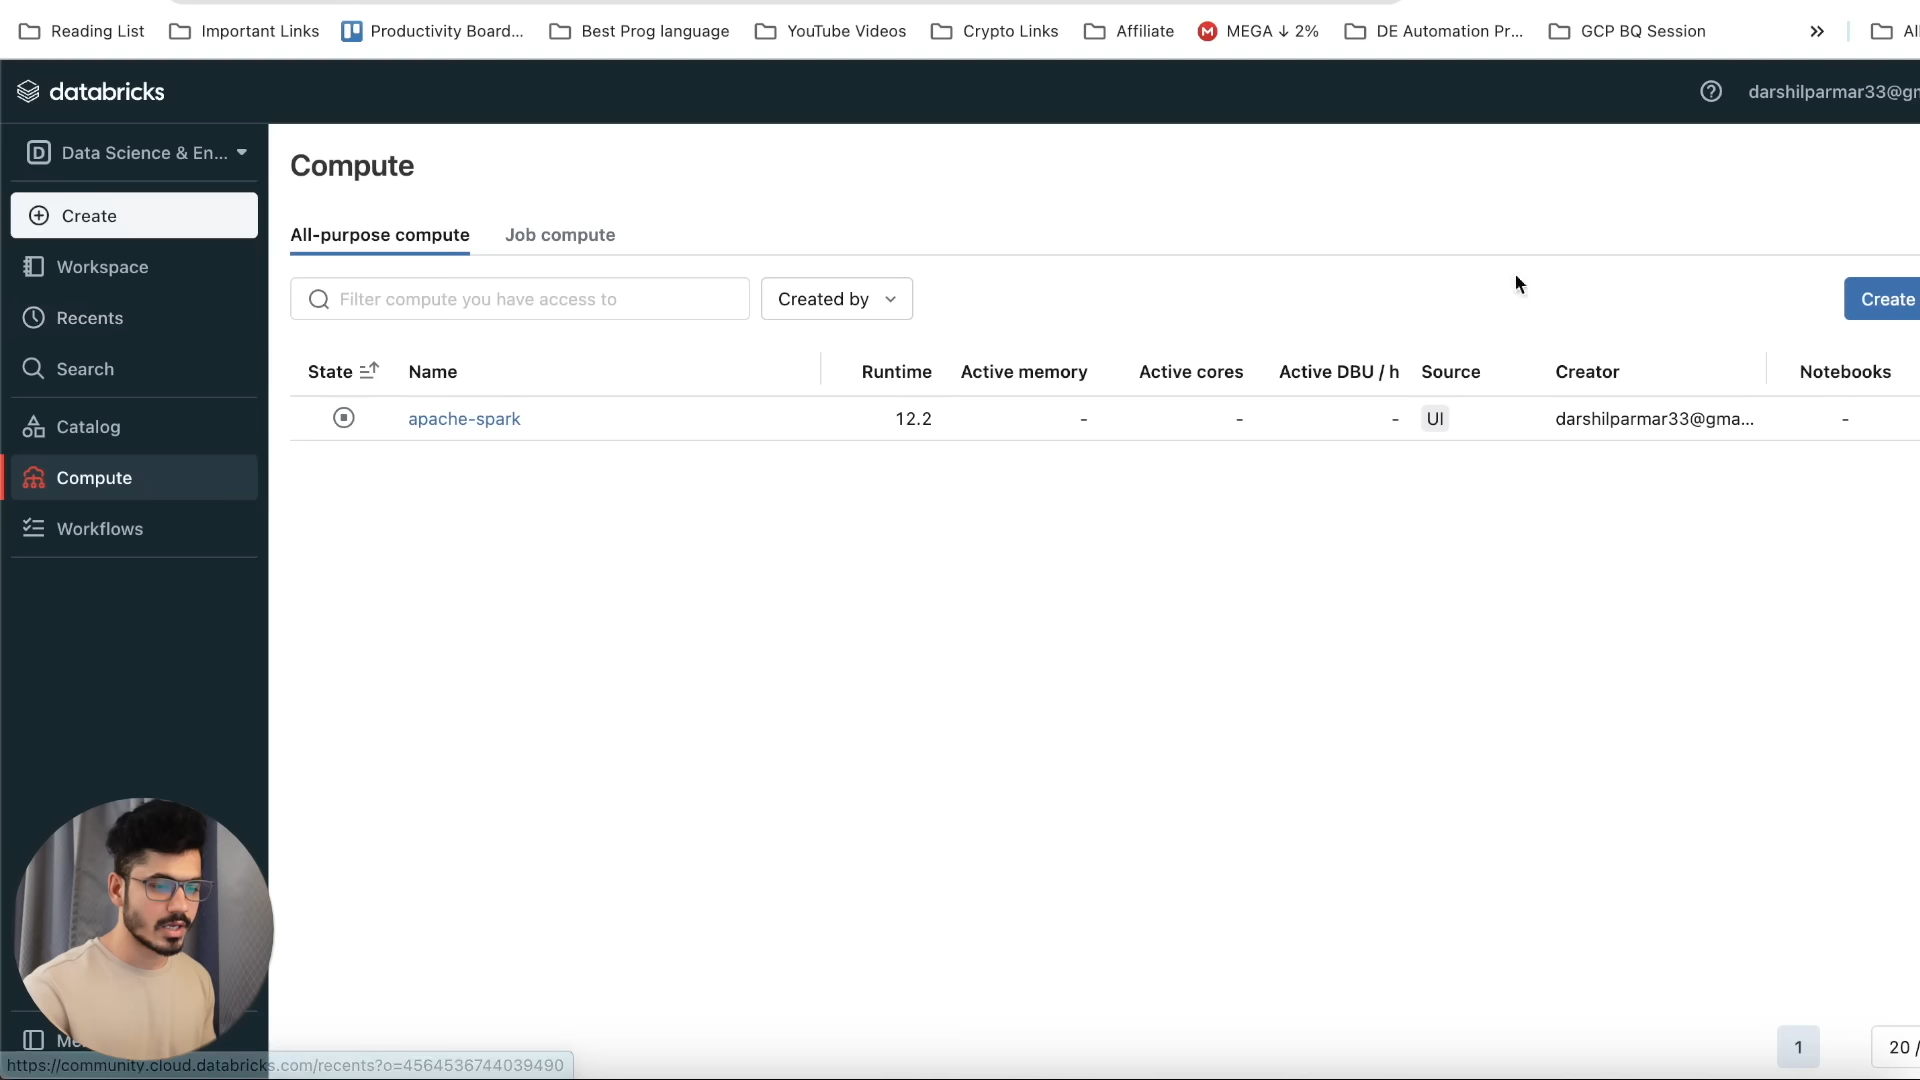 Reading List Important Links Productivity Board... Best Prog language YouTube Videos Crypto Links Affiliate MEGA ↓ 2% DE Automation Pr... GCP BQ Session » All
databricks ? darshilparmar33@gm
D Data Science & En...
Create
Workspace
Recents
Search
Catalog
Compute
Workflows
Compute
All-purpose compute Job compute
Filter compute you have access to Created by Create
State Name Runtime Active memory Active cores Active DBU / h Source Creator Notebooks
apache-spark 12.2 - - - UI darshilparmar33@gma... -
1 20 /
https://community.cloud.databricks.com/recents?o=4564536744039490